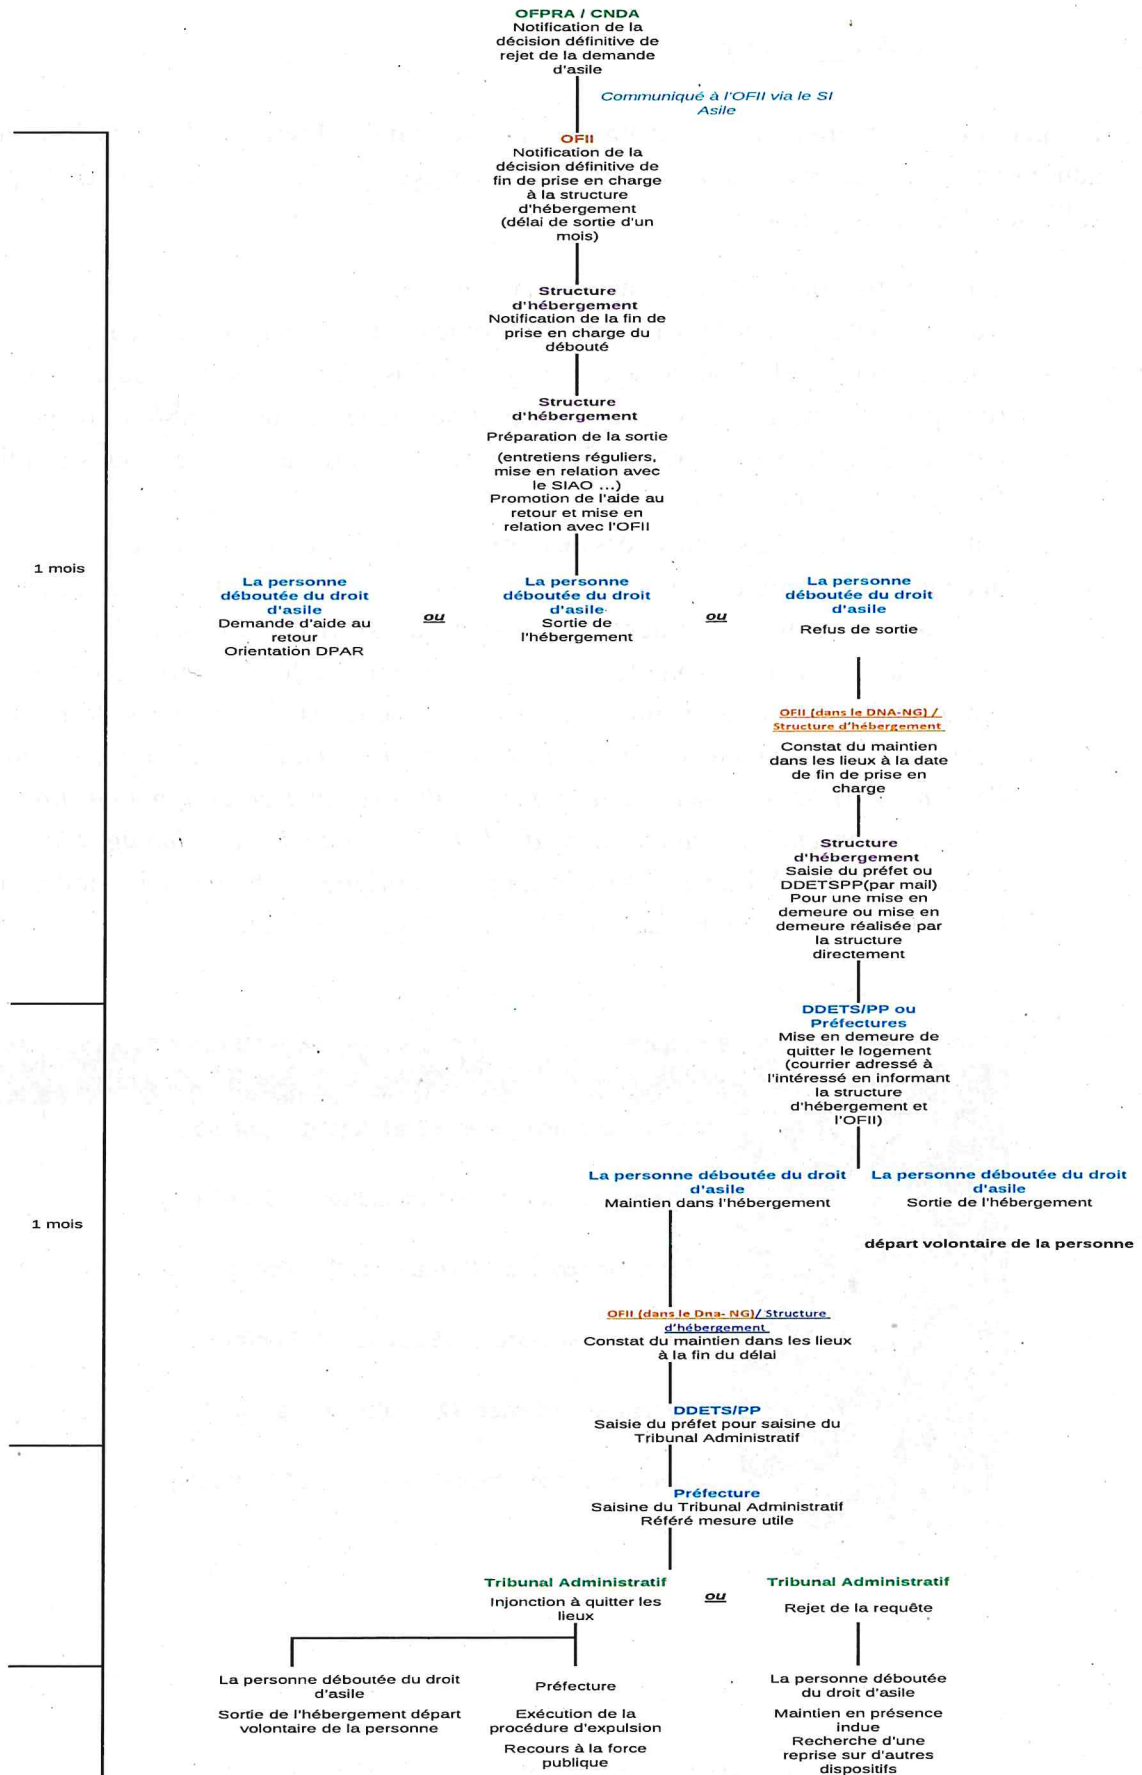 OFPRA / CNDA
Notification de la
décision définitive de
rejet de la demande
d'asile
Communiqué à l'OFII via le SI
Asile
OFII
Notification de la
décision définitive de
fin de prise en charge
à la structure
d'hébergement
(délai de sortie d'un
mois)
Structure
d'hébergement
Notification de la fin de
prise en charge du
débouté
Structure
d'hébergement
Préparation de la sortie
(entretiens réguliers,
mise en relation avec
le SIAO ...)
Promotion de l'aide au
retour et mise en
relation avec l'OFII
1 mois
La personne
déboutée du droit
d'asile
Demande d'aide au
retour
Orientation DPAR
ou
La personne
déboutée du droit
d'asile
Sortie de
l'hébergement
ou
La personne
déboutée du droit
d'asile
Refus de sortie
OFII (dans le DNA-NG) /
Structure d'hébergement
Constat du maintien
dans les lieux à la date
de fin de prise en
charge
Structure
d'hébergement
Saisie du préfet ou
DDETSPP(par mail)
Pour une mise en
demeure ou mise en
demeure réalisée par
la structure
directement
DDETS/PP ou
Préfectures
Mise en demeure de
quitter le logement
(courrier adressé à
l'intéressé en informant
la structure
d'hébergement et
l'OFII)
1 mois
La personne déboutée du droit
d'asile
Maintien dans l'hébergement
La personne déboutée du droit
d'asile
Sortie de l'hébergement
départ volontaire de la personne
OFII (dans le Dna- NG)/ Structure
d'hébergement
Constat du maintien dans les lieux
à la fin du délai
DDETS/PP
Saisie du préfet pour saisine du
Tribunal Administratif
Préfecture
Saisine du Tribunal Administratif
Référé mesure utile
Tribunal Administratif
Injonction à quitter les
lieux
ou
Tribunal Administratif
Rejet de la requête
La personne déboutée du droit
d'asile
Sortie de l'hébergement départ
volontaire de la personne
Préfecture
Exécution de la
procédure d'expulsion
Recours à la force
publique
La personne déboutée
du droit d'asile
Maintien en présence
indue
Recherche d'une
reprise sur d'autres
dispositifs